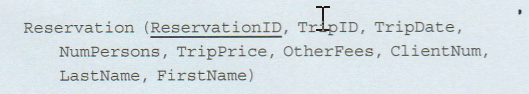 Reservation (ReservationID, TripID, TripDate,
NumPersons, TripPrice, OtherFees, ClientNum,
LastName, FirstName)